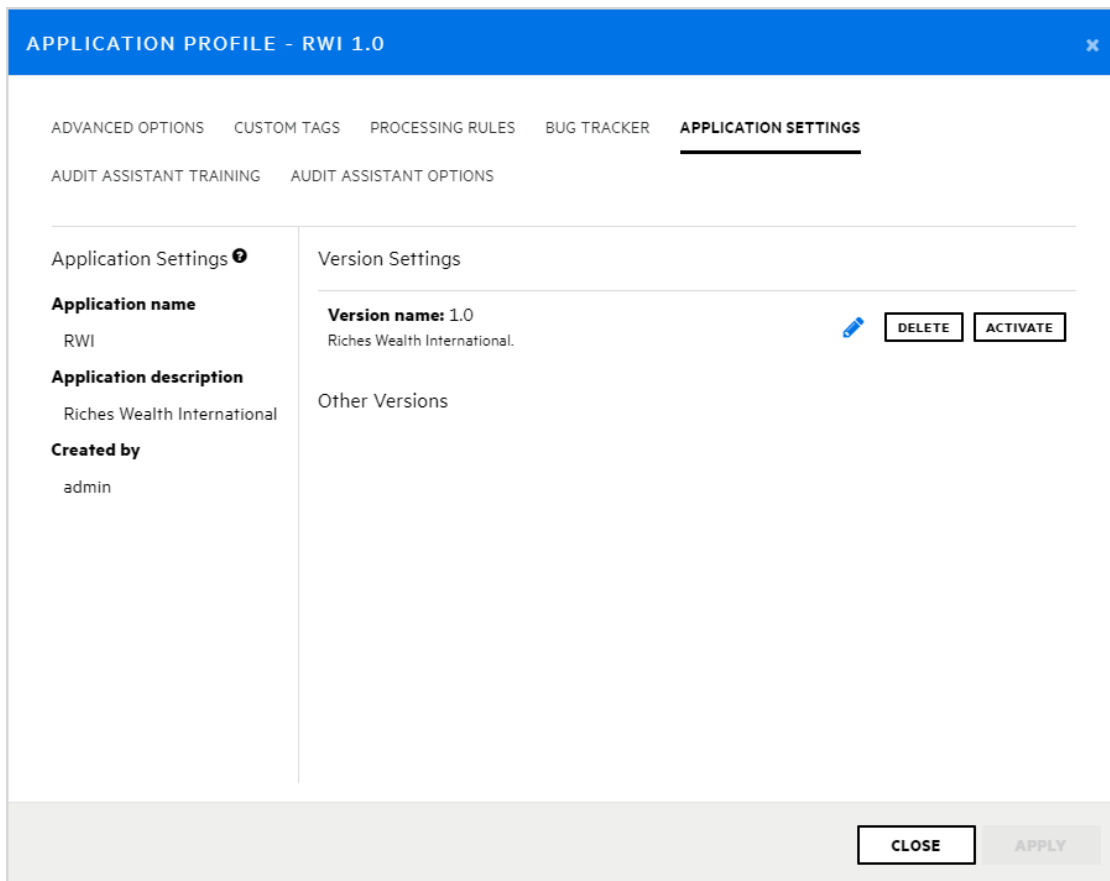 APPLICATION PROFILE - RWI 1.0
ADVANCED OPTIONS CUSTOM TAGS PROCESSING RULES BUG TRACKER APPLICATION SETTINGS
AUDIT ASSISTANT TRAINING AUDIT ASSISTANT OPTIONS
Application Settings
Application name
RWI
Application description
Riches Wealth International
Created by
admin
Version Settings
Version name: 1.0
Riches Wealth International.
DELETE ACTIVATE
Other Versions
CLOSE APPLY